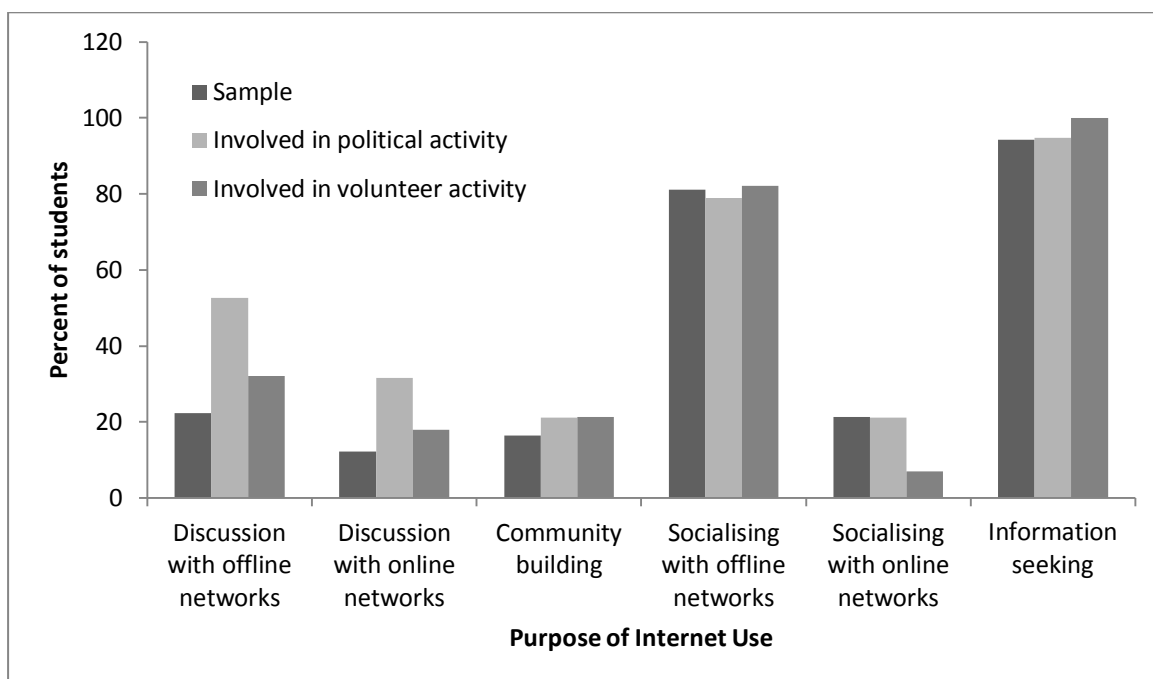 120
100
80
60
40
20
0
Percent of students
Sample
Involved in political activity
Involved in volunteer activity
Discussion
with offline
networks
Discussion
with online
networks
Community
building
Socialising
with offline
networks
Socialising
with online
networks
Information
seeking
Purpose of Internet Use